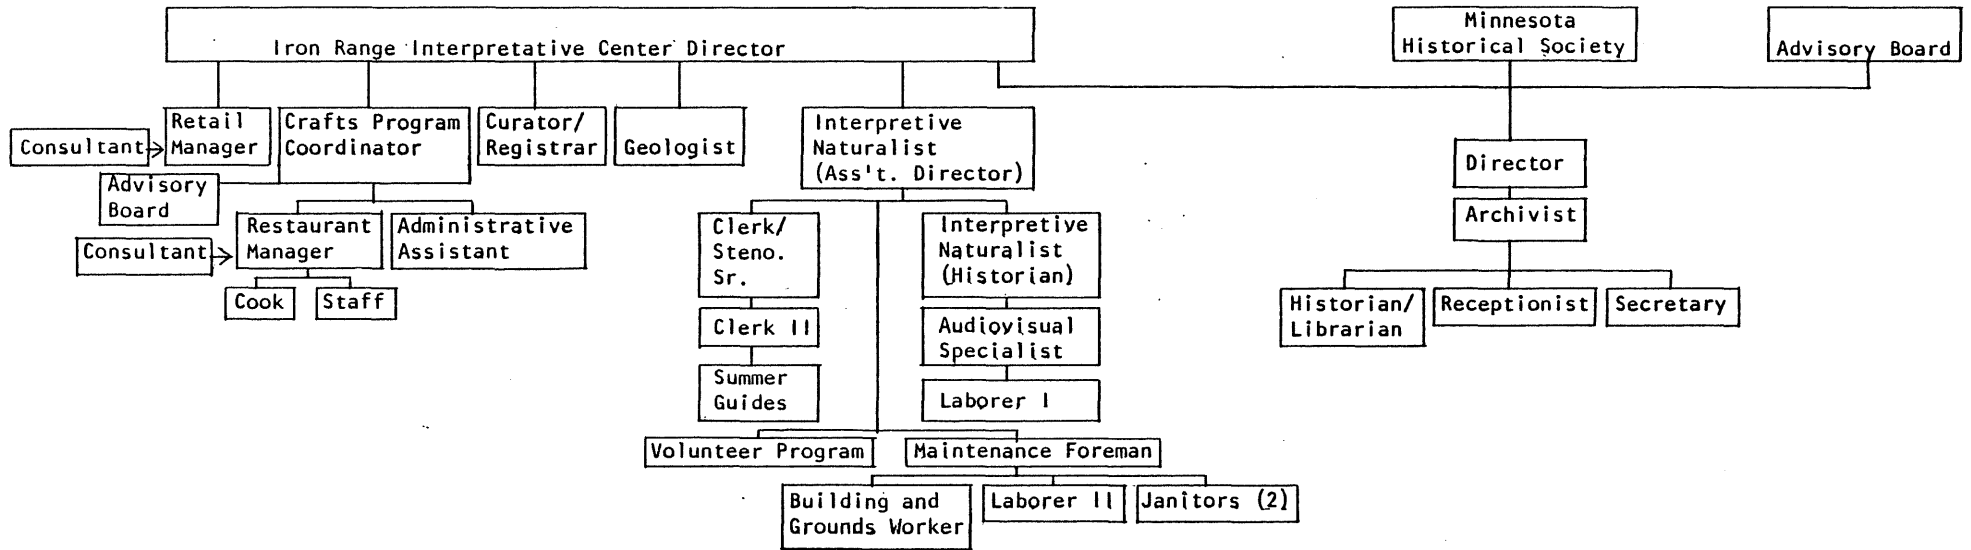 Iron Range Interpretative Center Director
Minnesota
Historical Society
Advisory Board
Retail
Manager
Crafts Program
Coordinator
Curator/
Registrar
Geologist
Interpretive
Naturalist
(Ass't. Director)
Consultant
Director
Advisory
Board
Restaurant
Manager
Administrative
Assistant
Clerk/
Steno.
Sr.
Interpretive
Naturalist
(Historian)
Archivist
Consultant
Cook
Staff
Clerk II
Audiovisual
Specialist
Historian/
Librarian
Receptionist
Secretary
Summer
Guides
Laborer I
Volunteer Program
Maintenance Foreman
Building and
Grounds Worker
Laborer II
Janitors (2)